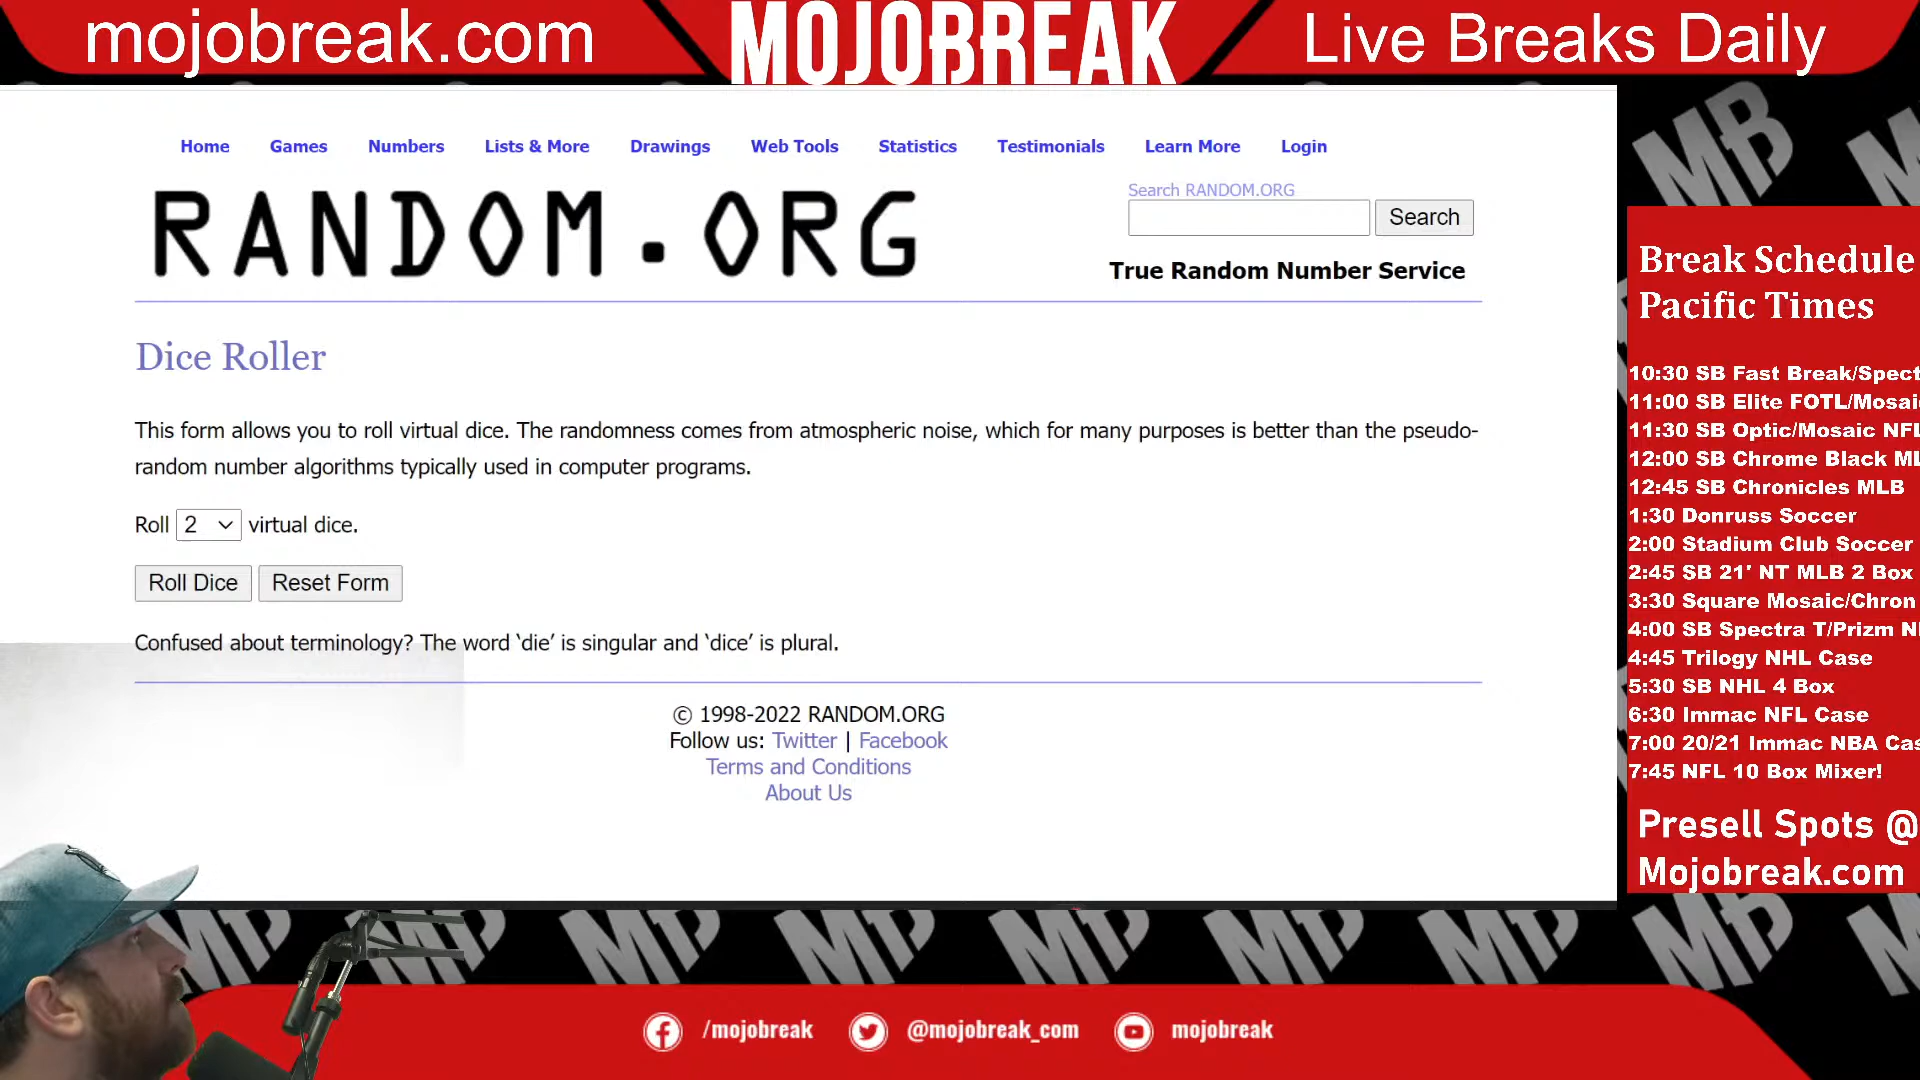 mojobreak.com
MOJOBREAK
Live Breaks Daily
Home Games Numbers Lists & More Drawings Web Tools Statistics Testimonials Learn More Login
RANDOM.ORG
Search RANDOM.ORG
Search
True Random Number Service
Dice Roller
This form allows you to roll virtual dice. The randomness comes from atmospheric noise, which for many purposes is better than the pseudo-
random number algorithms typically used in computer programs.
Roll 2 virtual dice.
Roll Dice Reset Form
Confused about terminology? The word ‘die’ is singular and ‘dice’ is plural.
© 1998-2022 RANDOM.ORG
Follow us: Twitter | Facebook
Terms and Conditions
About Us
Break Schedule
Pacific Times
10:30 SB Fast Break/Spect
11:00 SB Elite FOTL/Mosaic
11:30 SB Optic/Mosaic NFL
12:00 SB Chrome Black ML
12:45 SB Chronicles MLB
1:30 Donruss Soccer
2:00 Stadium Club Soccer
2:45 SB 21' NT MLB 2 Box
3:30 Square Mosaic/Chron
4:00 SB Spectra T/Prizm N
4:45 Trilogy NHL Case
5:30 SB NHL 4 Box
6:30 Immac NFL Case
7:00 20/21 Immac NBA Cas
7:45 NFL 10 Box Mixer!
Presell Spots @
Mojobreak.com
/mojobreak @mojobreak_com mojobreak